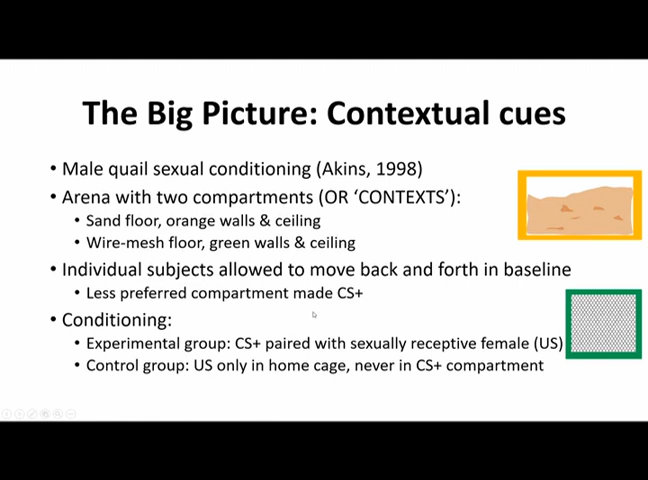 The Big Picture: Contextual cues
• Male quail sexual conditioning (Akins, 1998)
• Arena with two compartments (OR ‘CONTEXTS’):
• Sand floor, orange walls & ceiling
• Wire-mesh floor, green walls & ceiling
• Individual subjects allowed to move back and forth in baseline
• Less preferred compartment made CS+
• Conditioning:
• Experimental group: CS+ paired with sexually receptive female (US)
• Control group: US only in home cage, never in CS+ compartment